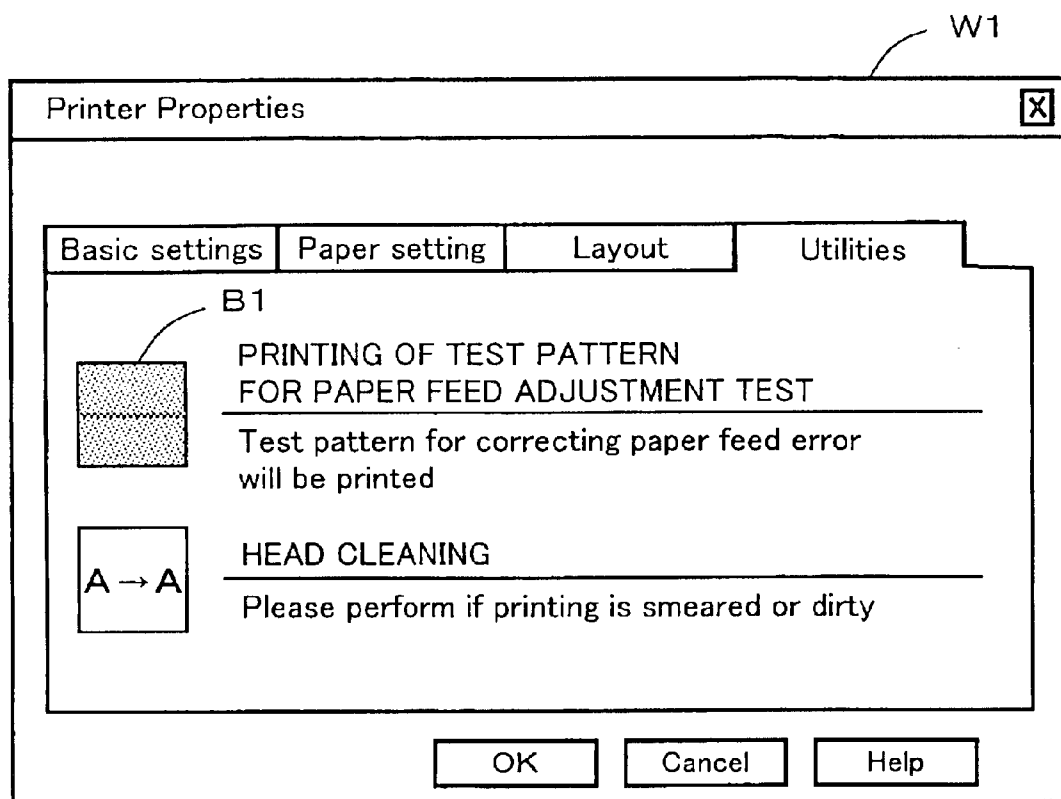 W1
Printer Properties X
Basic settings Paper setting Layout Utilities
B1
PRINTING OF TEST PATTERN
FOR PAPER FEED ADJUSTMENT TEST
Test pattern for correcting paper feed error
will be printed
A→A
HEAD CLEANING
Please perform if printing is smeared or dirty
OK Cancel Help